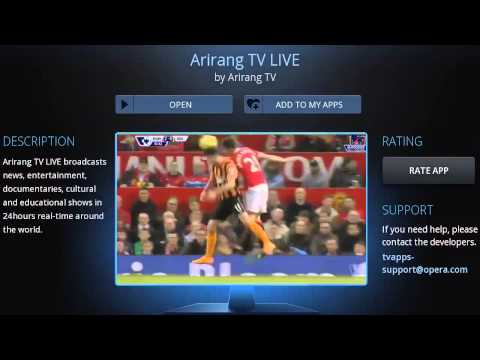 Arirang TV LIVE
by Arirang TV
OPEN
ADD TO MY APPS
DESCRIPTION
Arirang TV LIVE broadcasts
news, entertainment,
documentaries, cultural
and educational shows in
24hours real-time around
the world.
RATING
RATE APP
SUPPORT
If you need help, please
contact the developers.
tvapps-
support@opera.com